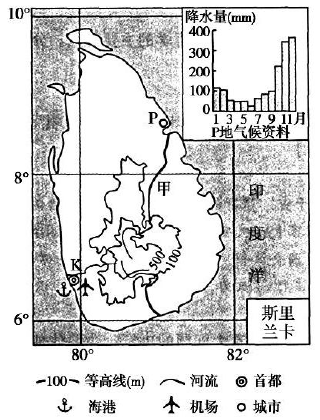 10°
降水量(mm)
400
300
200
100
0
1 3 5 7 9 11月
P地气候资料
P
8°
甲
印
度
洋
500
100
K
6°
斯里
兰卡
80°
82°
—100— 等高线(m)
河流
首都
海港
机场
城市